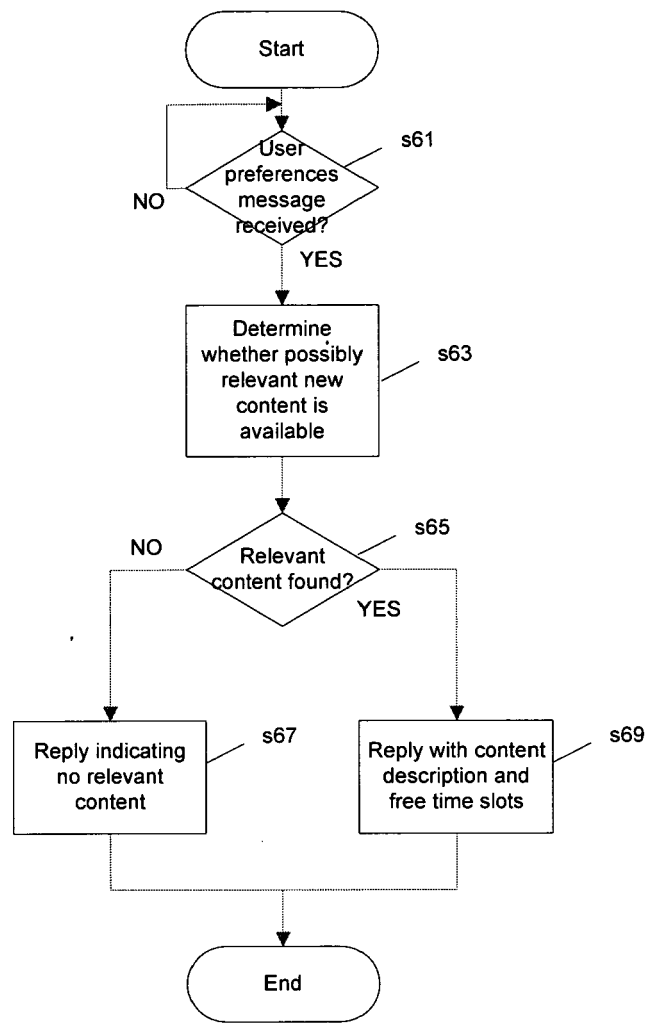 Start
s61
User
preferences
message
received?
NO
YES
Determine
whether possibly
relevant new
content is
available
s63
s65
NO
Relevant
content found?
YES
s67
s69
Reply indicating
no relevant
content
Reply with content
description and
free time slots
End